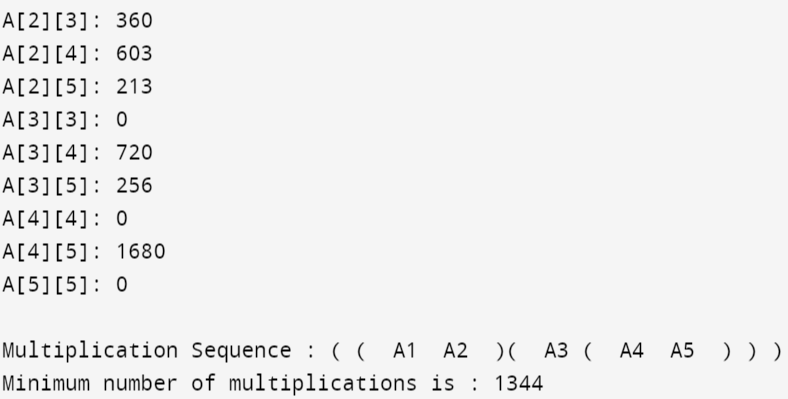 A[2][3]: 360
A[2][4]: 603
A[2][5]: 213
A[3][3]: 0
A[3][4]: 720
A[3][5]: 256
A[4][4]: 0
A[4][5]: 1680
A[5][5]: 0
Multiplication Sequence : ( (  A1  A2  )(  A3 (  A4  A5  ) ) )
Minimum number of multiplications is : 1344